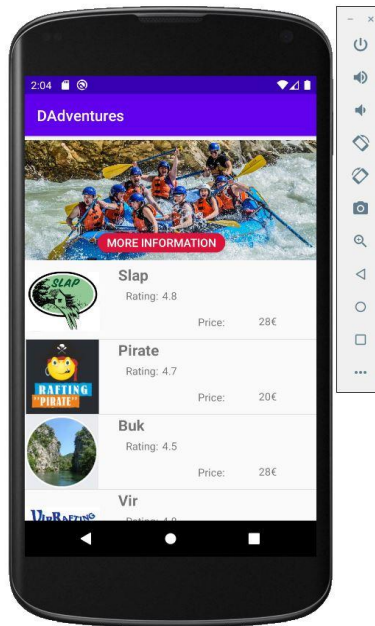 2:04
DAdventures
MORE INFORMATION
SLAP
Slap
Rating: 4.8
Price: 28€
RAFTING
"PIRATE"
Pirate
Rating: 4.7
Price: 20€
Buk
Rating: 4.5
Price: 28€
VIRRAFTING
Vir